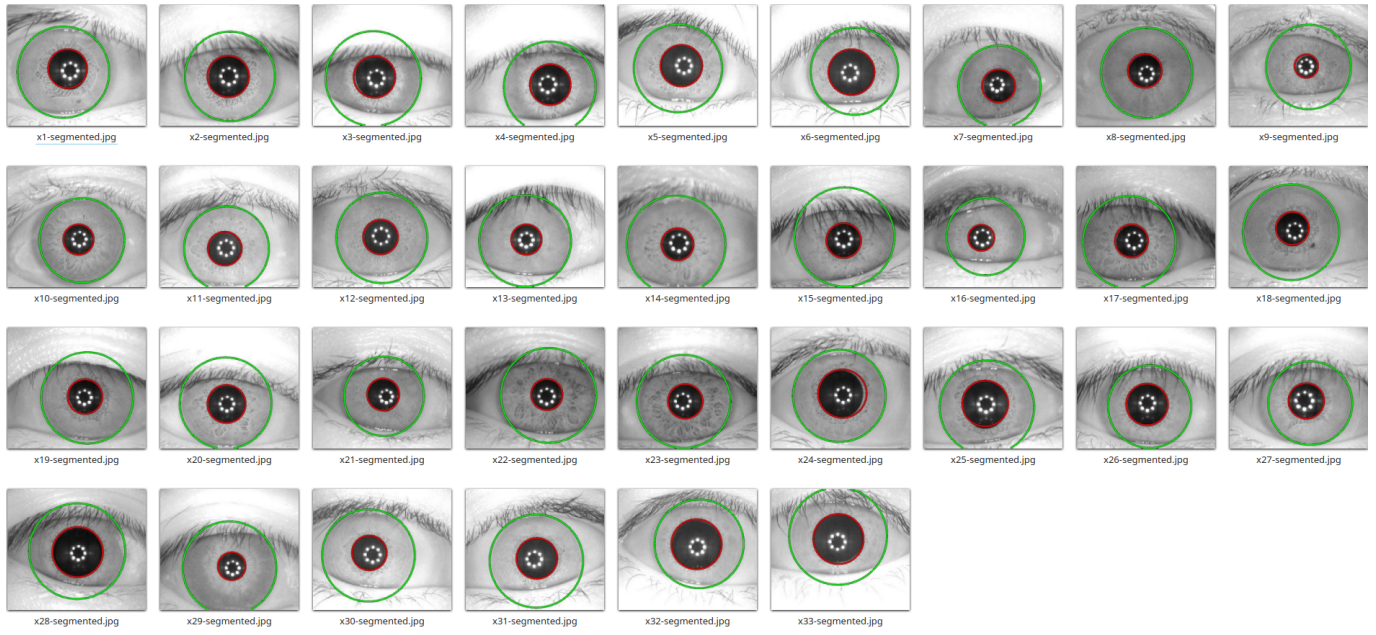 x1-segmented.jpg x2-segmented.jpg x3-segmented.jpg x4-segmented.jpg x5-segmented.jpg x6-segmented.jpg x7-segmented.jpg x8-segmented.jpg x9-segmented.jpg
x10-segmented.jpg x11-segmented.jpg x12-segmented.jpg x13-segmented.jpg x14-segmented.jpg x15-segmented.jpg x16-segmented.jpg x17-segmented.jpg x18-segmented.jpg
x19-segmented.jpg x20-segmented.jpg x21-segmented.jpg x22-segmented.jpg x23-segmented.jpg x24-segmented.jpg x25-segmented.jpg x26-segmented.jpg x27-segmented.jpg
x28-segmented.jpg x29-segmented.jpg x30-segmented.jpg x31-segmented.jpg x32-segmented.jpg x33-segmented.jpg